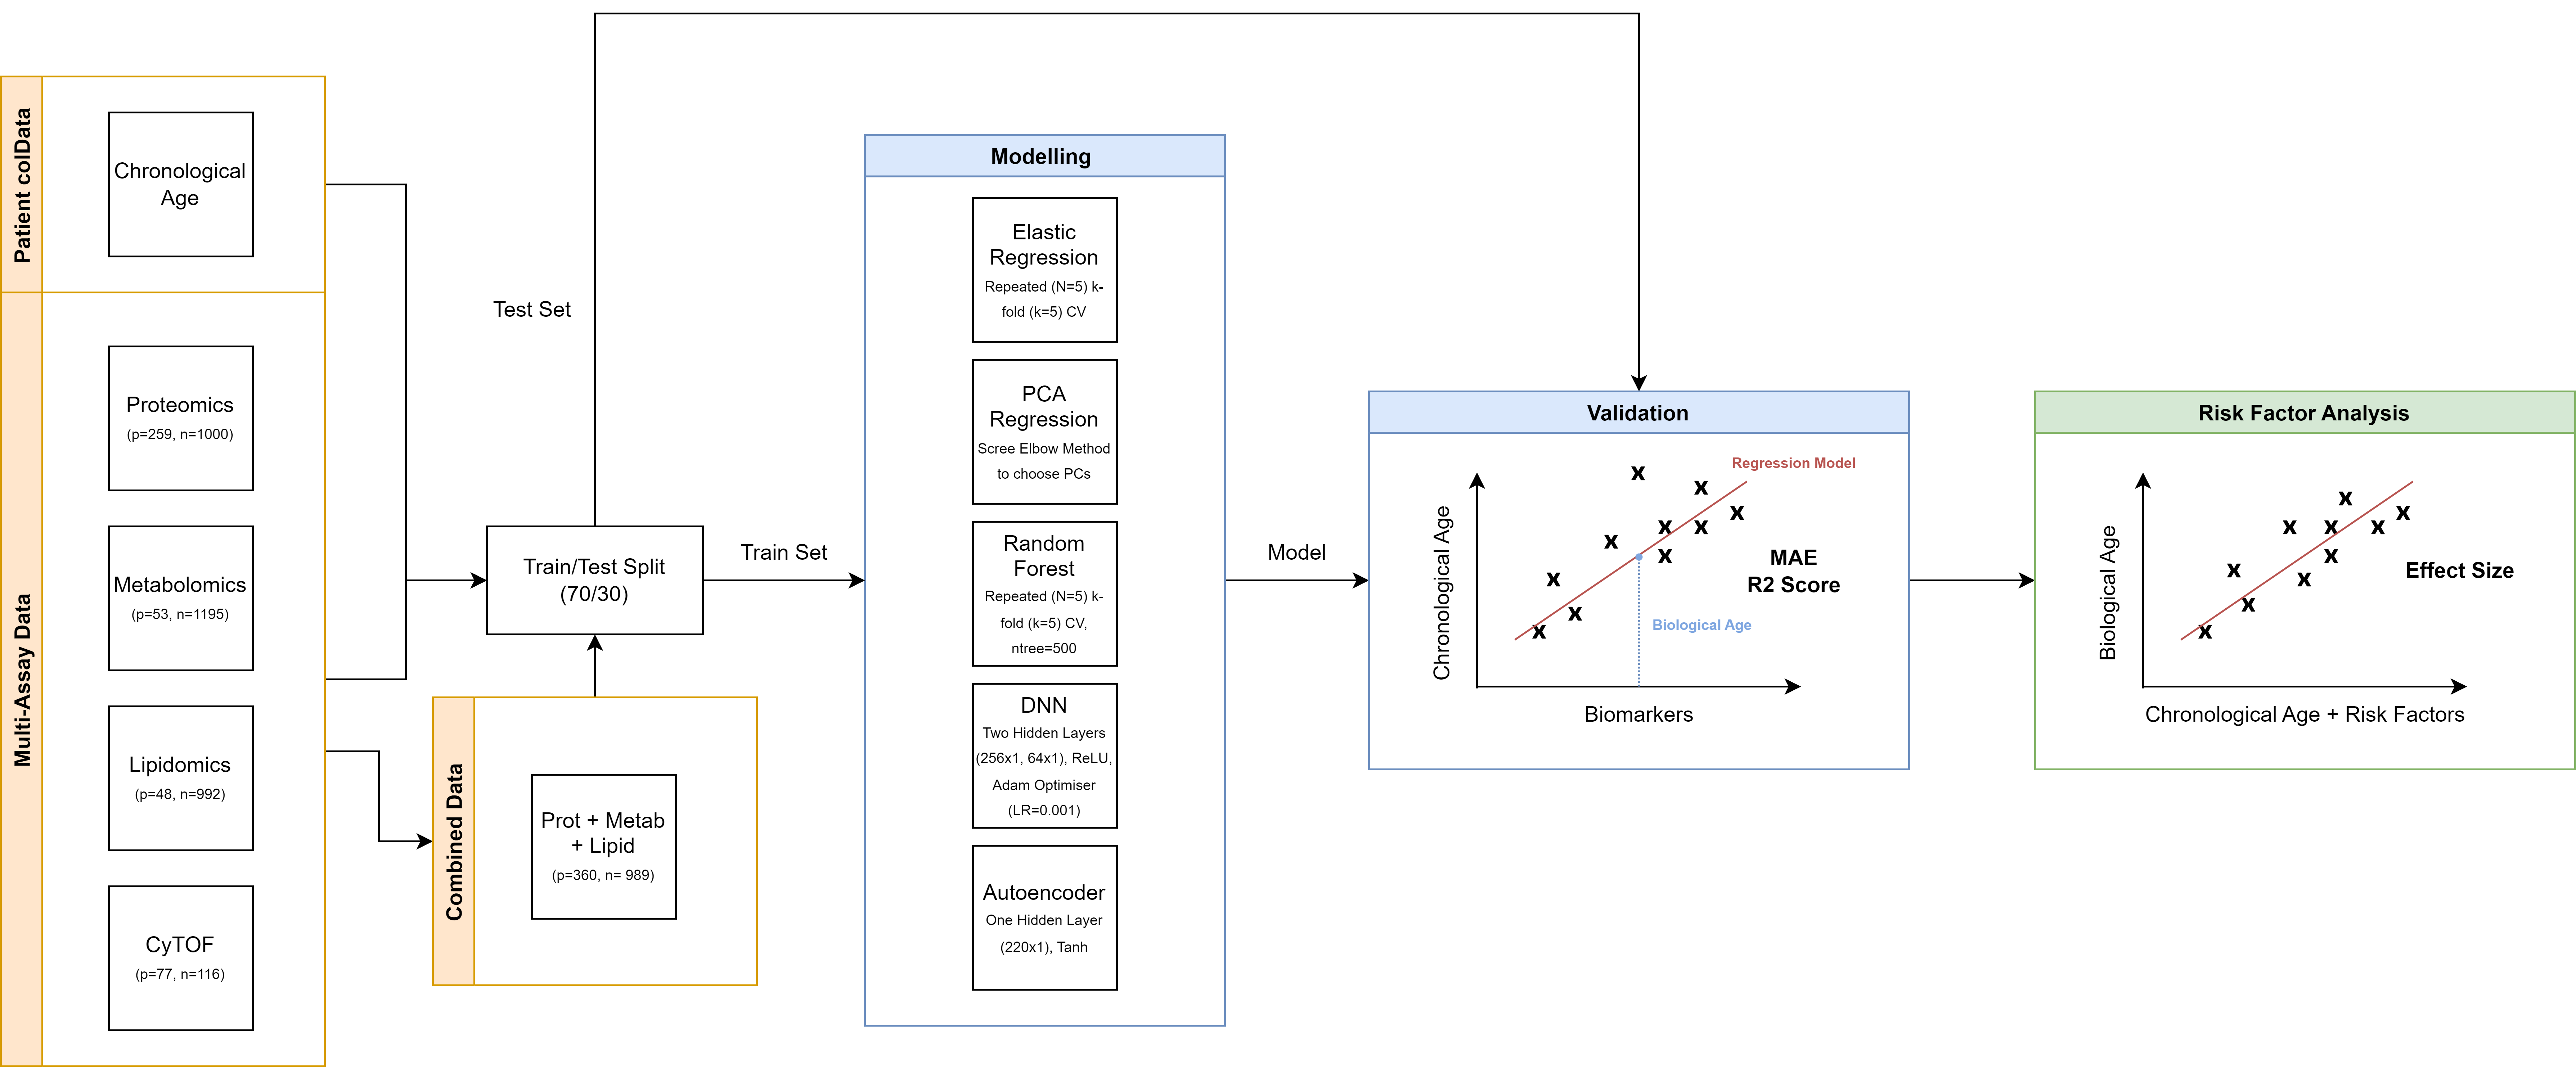 Patient colData
Chronological
Age
Multi-Assay Data
Proteomics
(p=259, n=1000)
Metabolomics
(p=53, n=1195)
Lipidomics
(p=48, n=992)
CyTOF
(p=77, n=116)
Combined Data
Prot + Metab
+ Lipid
(p=360, n= 989)
Train/Test Split
(70/30)
Test Set
Train Set
Modelling
Elastic
Regression
Repeated (N=5) k-
fold (k=5) CV
PCA
Regression
Scree Elbow Method
to choose PCs
Random
Forest
Repeated (N=5) k-
fold (k=5) CV,
ntree=500
DNN
Two Hidden Layers
(256x1, 64x1), ReLU,
Adam Optimiser
(LR=0.001)
Autoencoder
One Hidden Layer
(220x1), Tanh
Model
Validation
Regression Model
Chronological Age
MAE
R2 Score
Biological Age
Biomarkers
Risk Factor Analysis
Biological Age
Effect Size
Chronological Age + Risk Factors